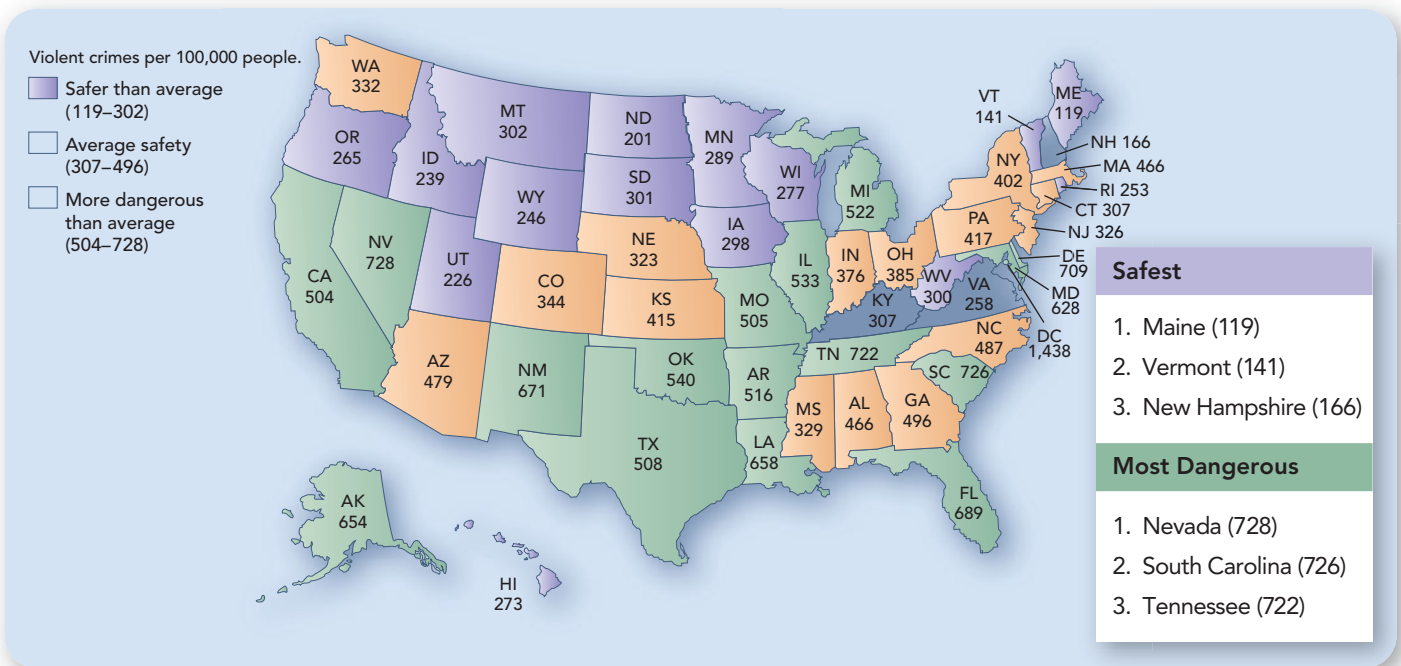 Violent crimes per 100,000 people.
Safer than average
(119–302)
Average safety
(307–496)
More dangerous
than average
(504–728)
WA
332
OR
265
ID
239
MT
302
ND
201
MN
289
WI
277
MI
522
SD
301
WY
246
IA
298
NE
323
NV
728
UT
226
CA
504
CO
344
KS
415
MO
505
IL
533
IN
376
OH
385
WV
300
VA
258
KY
307
PA
417
NY
402
VT
141
ME
119
NH 166
MA 466
RI 253
CT 307
NJ 326
DE
709
MD
628
DC
1,438
NC
487
TN 722
SC 726
AZ
479
NM
671
OK
540
AR
516
MS
329
AL
466
GA
496
TX
508
LA
658
FL
689
AK
654
HI
273
Safest
1. Maine (119)
2. Vermont (141)
3. New Hampshire (166)
Most Dangerous
1. Nevada (728)
2. South Carolina (726)
3. Tennessee (722)